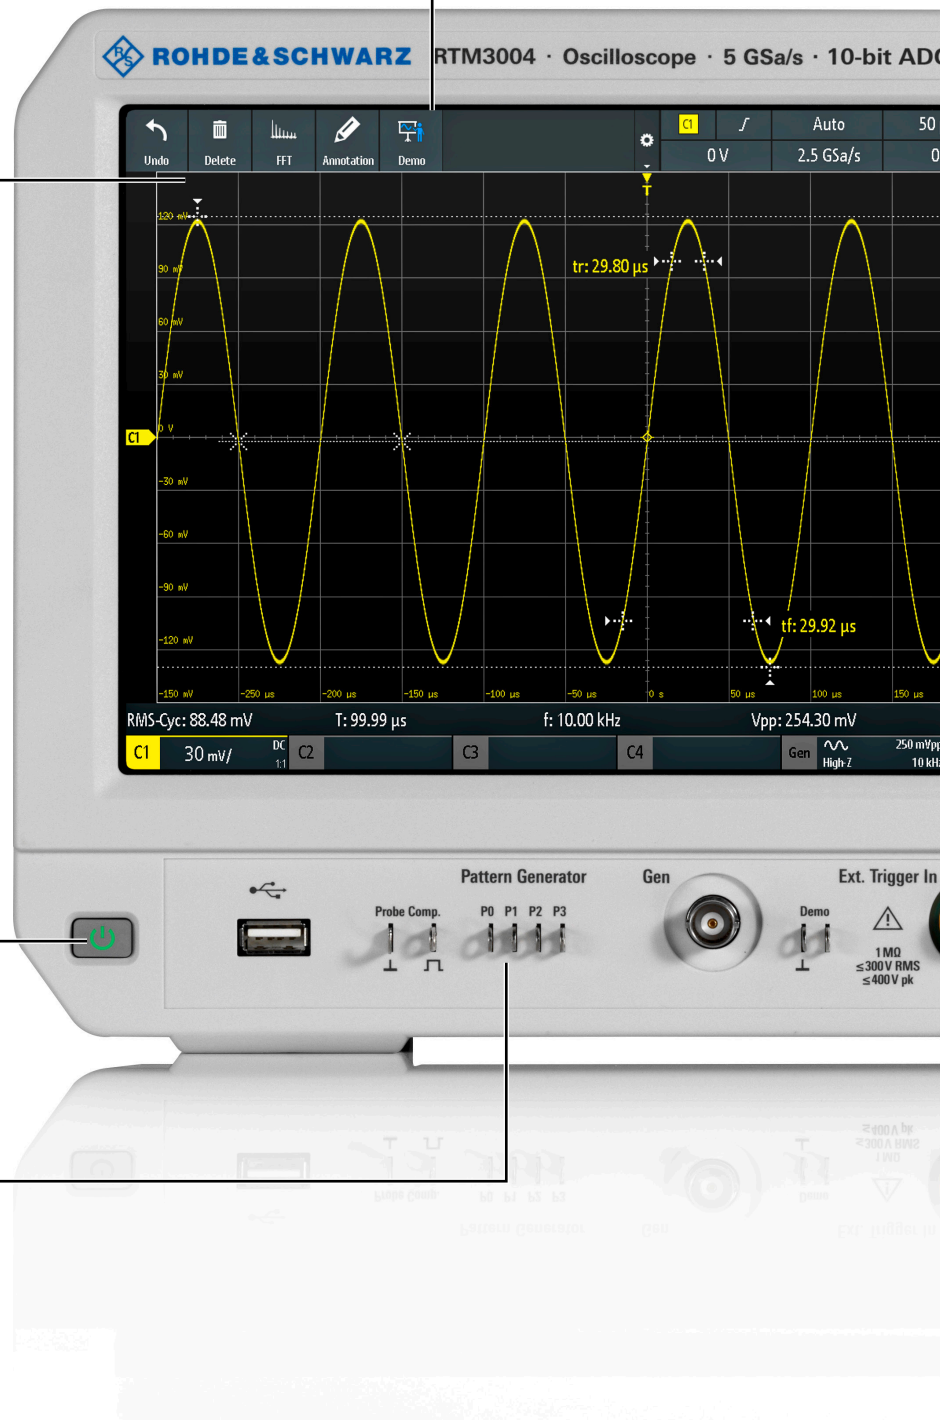 ROHDE & SCHWARZ RTM3004 · Oscilloscope · 5 GSa/s · 10-bit ADC
Undo Delete FFT Annotation Demo
C1 Auto 50
0 V 2.5 GSa/s 0
T
120 mV
90 mV
60 mV
30 mV
0 V
-30 mV
-60 mV
-90 mV
-120 mV
-150 mV
tr: 29.80 µs
C1
tf: 29.92 µs
-250 µs -200 µs -150 µs -100 µs -50 µs 0 s 50 µs 100 µs 150 µs
RMS-Cyc: 88.48 mV T: 99.99 µs f: 10.00 kHz Vpp: 254.30 mV
C1 30 mV/ DC 1:1 C2 C3 C4 Gen High-Z 250 mVpp 10 kHz
Pattern Generator Gen Ext. Trigger In
Probe Comp. P0 P1 P2 P3 Demo
1 MΩ
≤300 V RMS
≤400 V pk